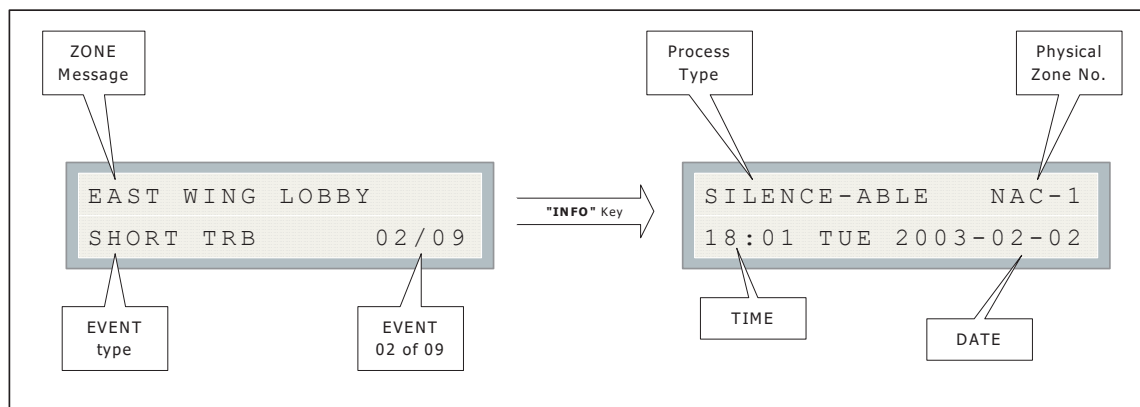 ZONE
Message
Process
Type
Physical
Zone No.
EAST WING LOBBY
SHORT TRB 02/09
"INFO" Key
SILENCE-ABLE NAC-1
18:01 TUE 2003-02-02
EVENT
type
EVENT
02 of 09
TIME
DATE